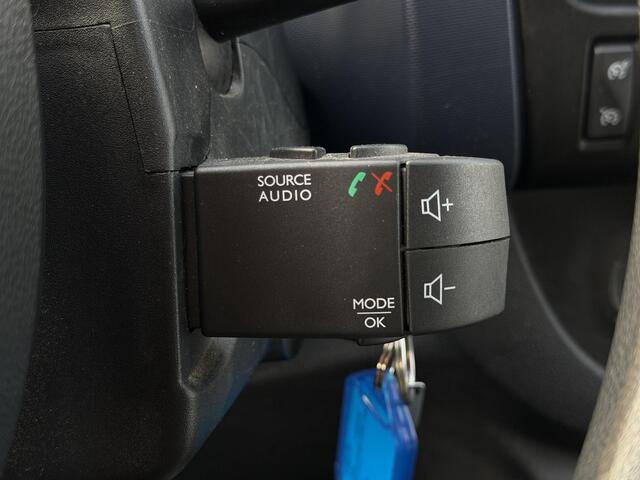 SOURCE
AUDIO
+
-
MODE
OK